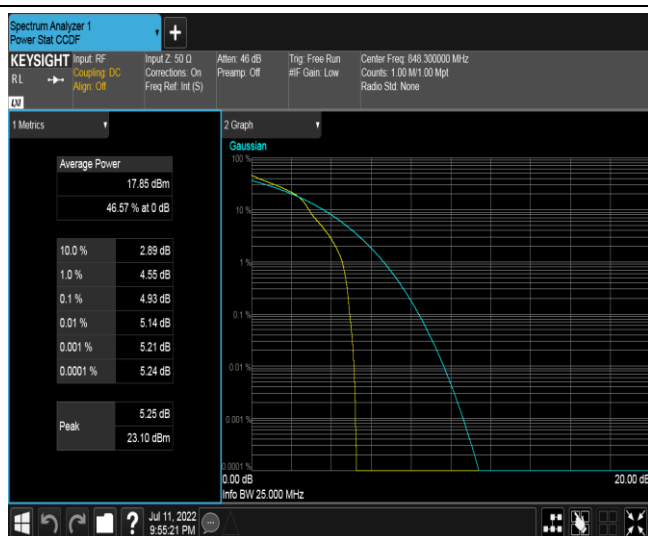 Spectrum Analyzer 1
Power Stat CCDF
+
KEYSIGHT
RL
LXI
Input: RF
Coupling: DC
Align: Off
Input Z: 50 Ω
Corrections: On
Freq Ref: Int (S)
Atten: 46 dB
Preamp: Off
Trig: Free Run
#IF Gain: Low
Center Freq: 848.300000 MHz
Counts: 1.00 M/1.00 Mpt
Radio Std: None
1 Metrics
Average Power
17.85 dBm
46.57 % at 0 dB
10.0 % 2.89 dB
1.0 % 4.55 dB
0.1 % 4.93 dB
0.01 % 5.14 dB
0.001 % 5.21 dB
0.0001 % 5.24 dB
Peak
5.25 dB
23.10 dBm
2 Graph
Gaussian
100 %
10 %
1 %
0.1 %
0.01 %
0.001 %
0.0001 %
0.00 dB
20.00 dB
Info BW 25.000 MHz
?
Jul 11, 2022
9:55:21 PM